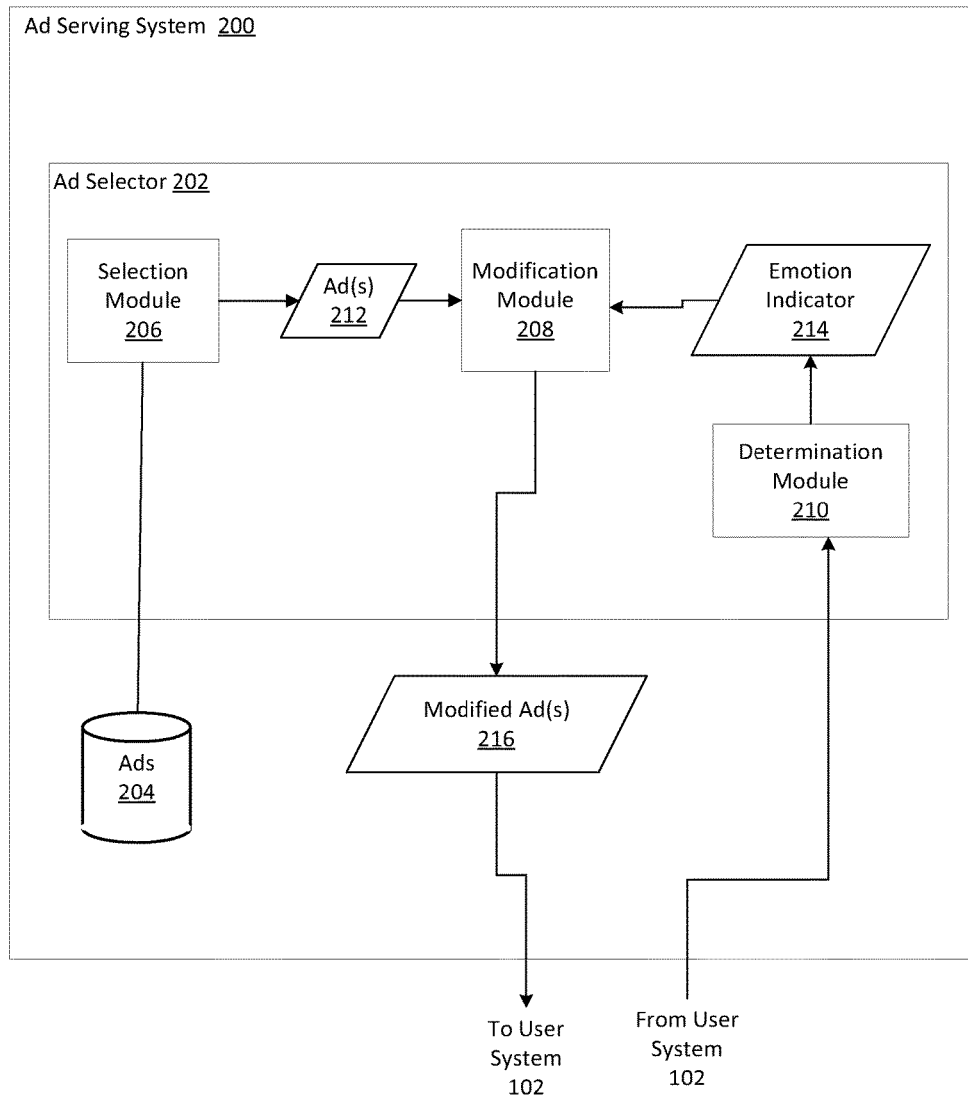 Ad Serving System 200
Ad Selector 202
Selection
Module
206
Ad(s)
212
Modification
Module
208
Emotion
Indicator
214
Determination
Module
210
Modified Ad(s)
216
Ads
204
To User
System
102
From User
System
102